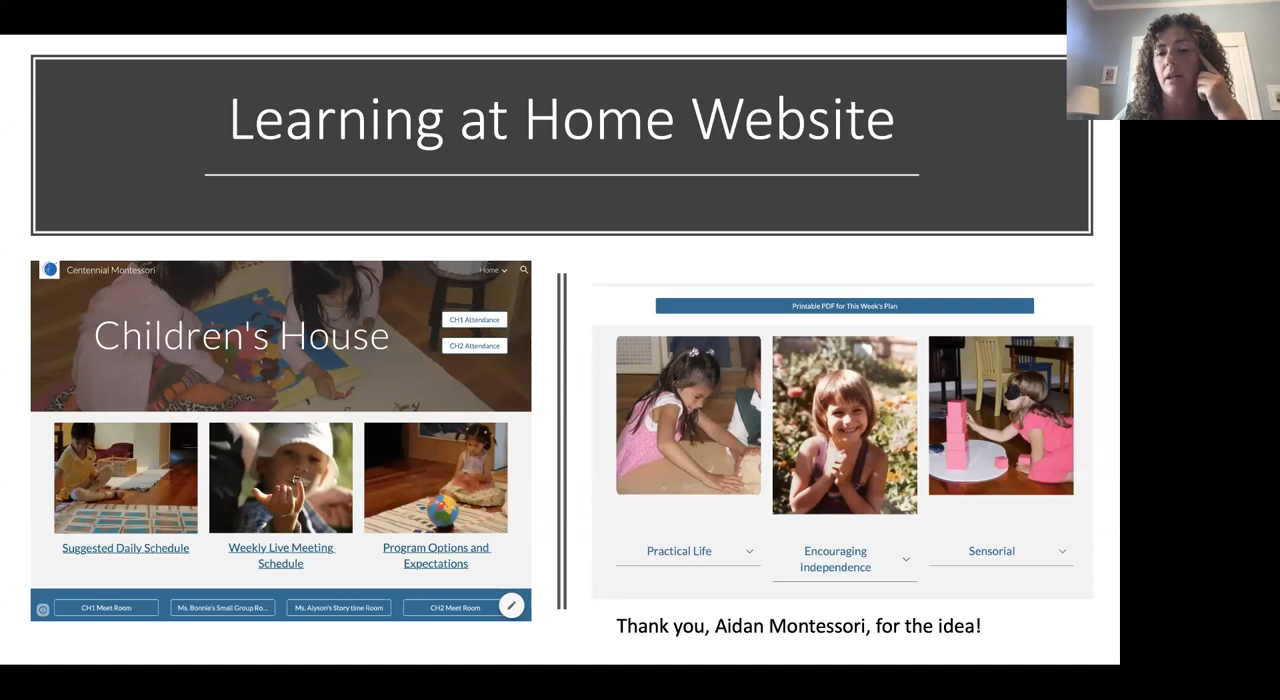 Learning at Home Website
Centennial Montessori
Home
Children's House
CH1 Attendance
CH2 Attendance
Suggested Daily Schedule
Weekly Live Meeting
Schedule
Program Options and
Expectations
CH1 Meet Room
Ms. Bonnie's Small Group Ro...
Ms. Alyson's Story time Room
CH2 Meet Room
Printable PDF for This Week's Plan
Practical Life
Encouraging
Independence
Sensorial
Thank you, Aidan Montessori, for the idea!